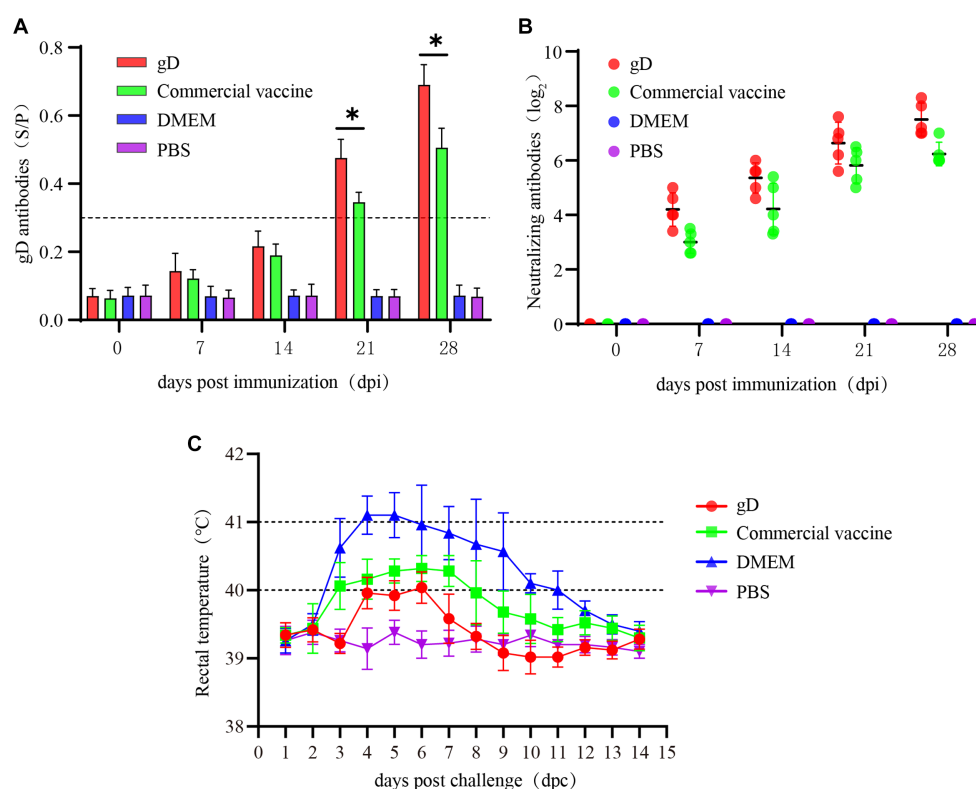 A
gD antibodies (S/P)
0.8
0.6
0.4
0.2
0.0
gD
Commercial vaccine
DMEM
PBS
*
*
0 7 14 21 28
days post immunization (dpi)
B
Neutralizing antibodies (log2)
10
8
6
4
2
0
gD
Commercial vaccine
DMEM
PBS
0 7 14 21 28
days post immunization (dpi)
C
Rectal temperature (°C)
42
41
40
39
38
0 1 2 3 4 5 6 7 8 9 10 11 12 13 14 15
days post challenge (dpc)
gD
Commercial vaccine
DMEM
PBS